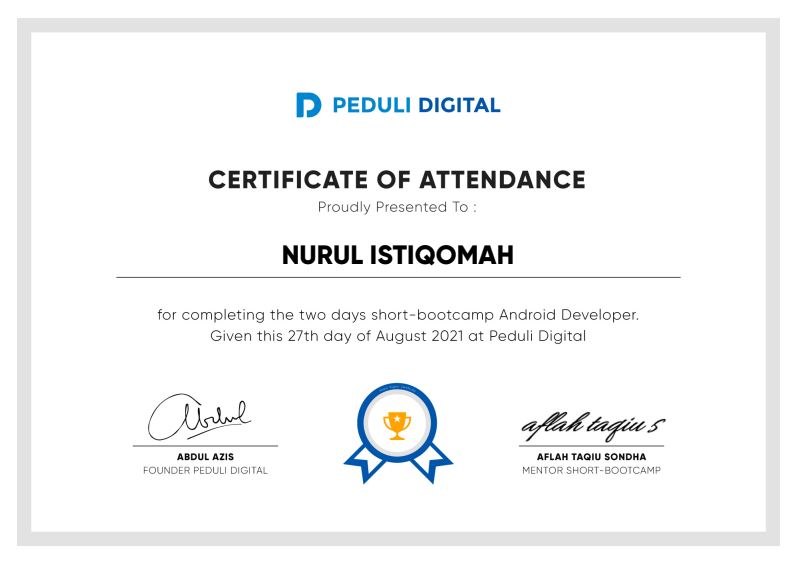 PEDULI DIGITAL
CERTIFICATE OF ATTENDANCE
Proudly Presented To :
NURUL ISTIQOMAH
for completing the two days short-bootcamp Android Developer.
Given this 27th day of August 2021 at Peduli Digital
Abdul
aflah taqiu s
ABDUL AZIS
FOUNDER PEDULI DIGITAL
AFLAH TAQIU SONDHA
MENTOR SHORT-BOOTCAMP